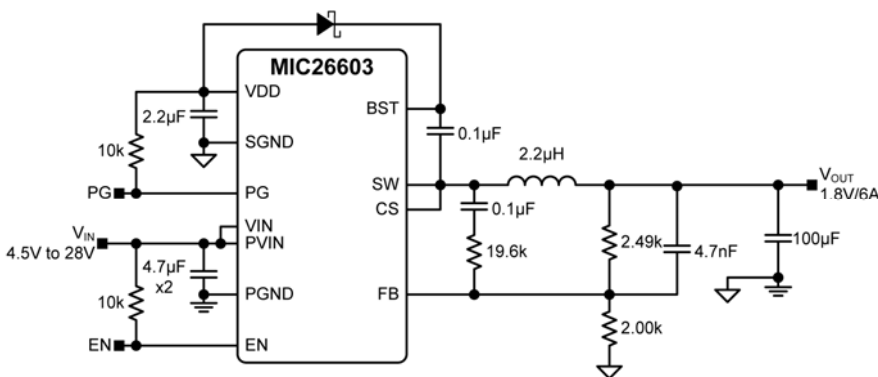 MIC26603
VDD
BST
2.2µF
0.1µF
SGND
10k
2.2µH
PG
PG
SW
VOUT
1.8V/6A
CS
VIN
VIN
0.1µF
4.5V to 28V
PVIN
2.49k
4.7nF
100µF
19.6k
4.7µF
x2
10k
PGND
FB
2.00k
EN
EN